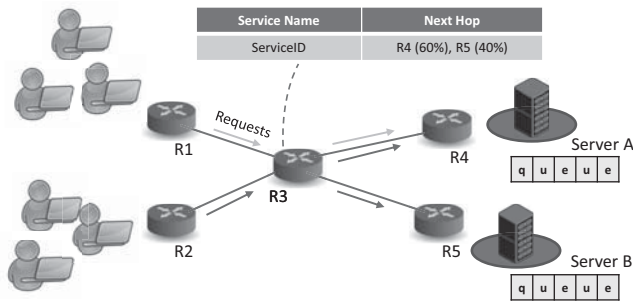 Service Name Next Hop
ServiceID R4 (60%), R5 (40%)
Requests
R1
R4
Server A
R3
q u e u e
R2
R5
Server B
q u e u e